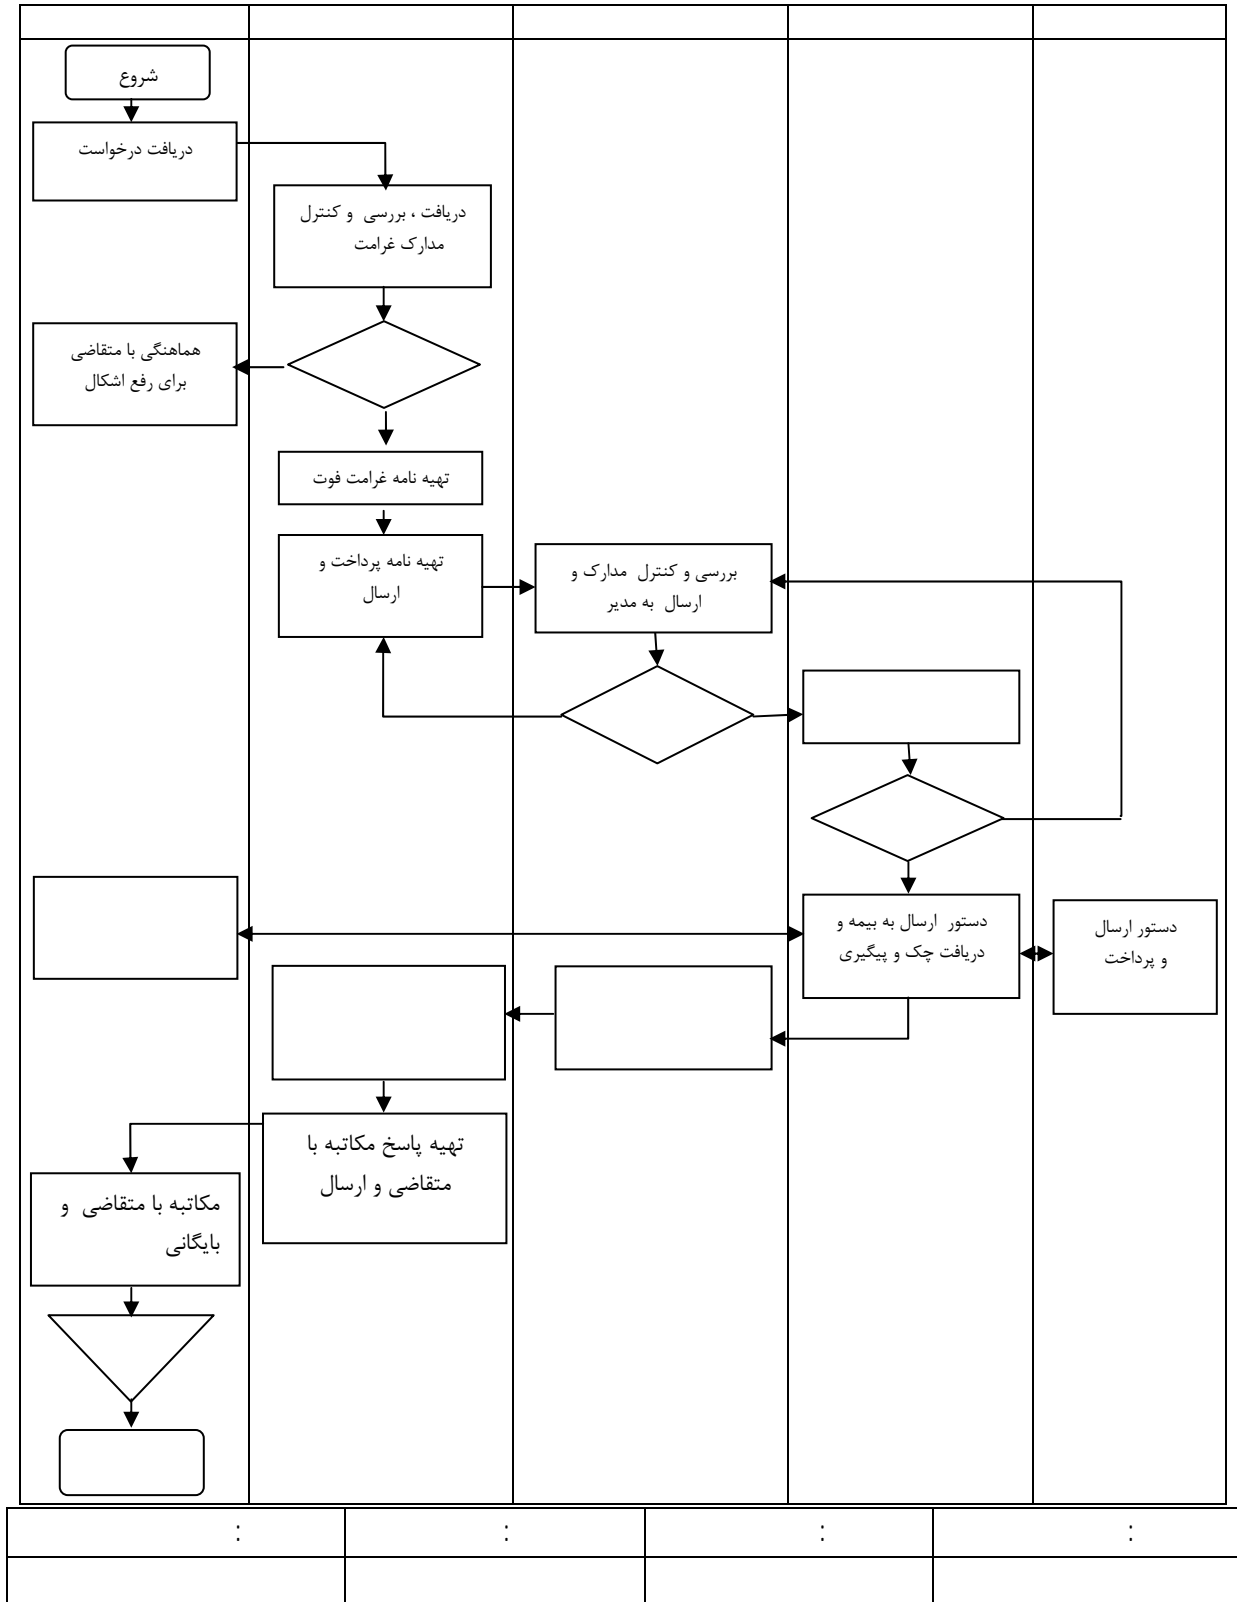 شروع
دریافت درخواست
دریافت ، بررسی و کنترل
مدارک غرامت
هماهنگی با متقاضی
برای رفع اشکال
تهیه نامه غرامت فوت
تهیه نامه پرداخت و
ارسال
بررسی و کنترل مدارک و
ارسال به مدیر
دستور ارسال به بیمه و
دریافت چک و پیگیری
دستور ارسال
و پرداخت
تهیه پاسخ مکاتبه با
متقاضی و ارسال
مکاتبه با متقاضی و
بایگانی
: : : :